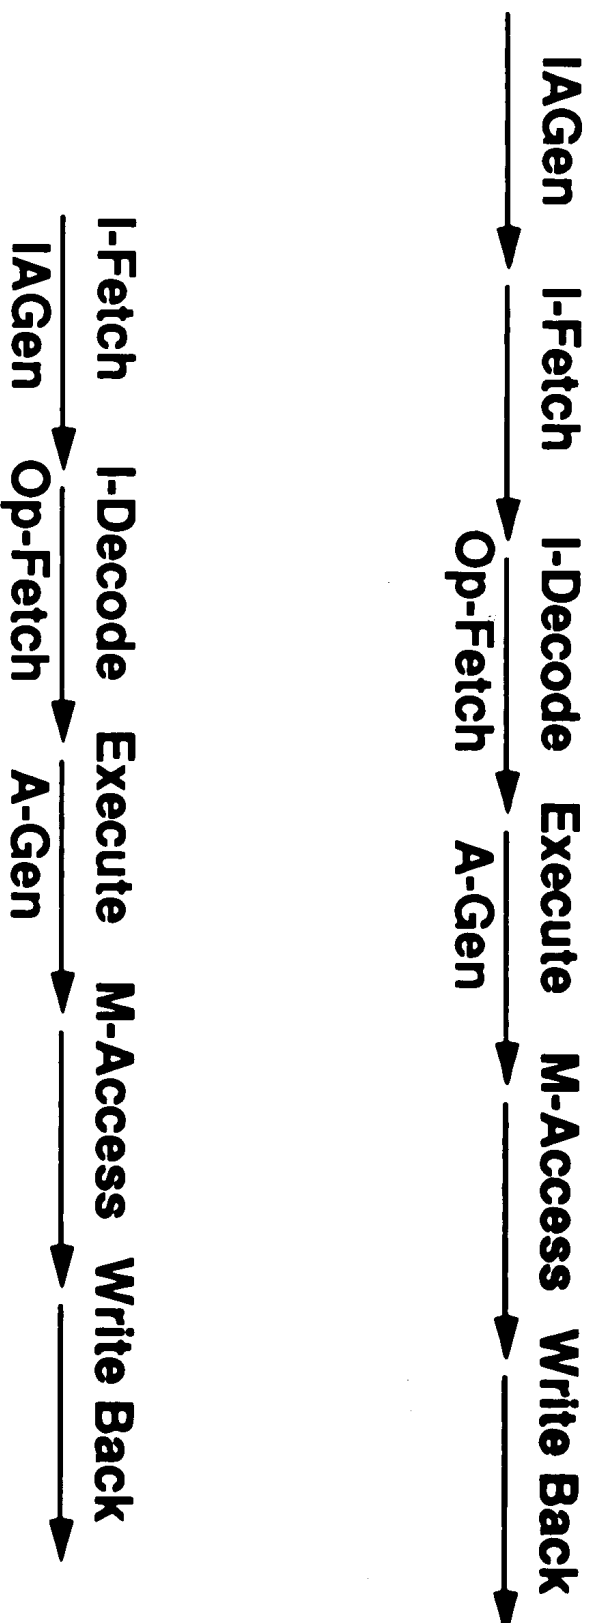 IAGen I-Fetch I-Decode Execute M-Access Write Back
Op-Fetch A-Gen
I-Fetch I-Decode Execute M-Access Write Back
IAGen Op-Fetch A-Gen